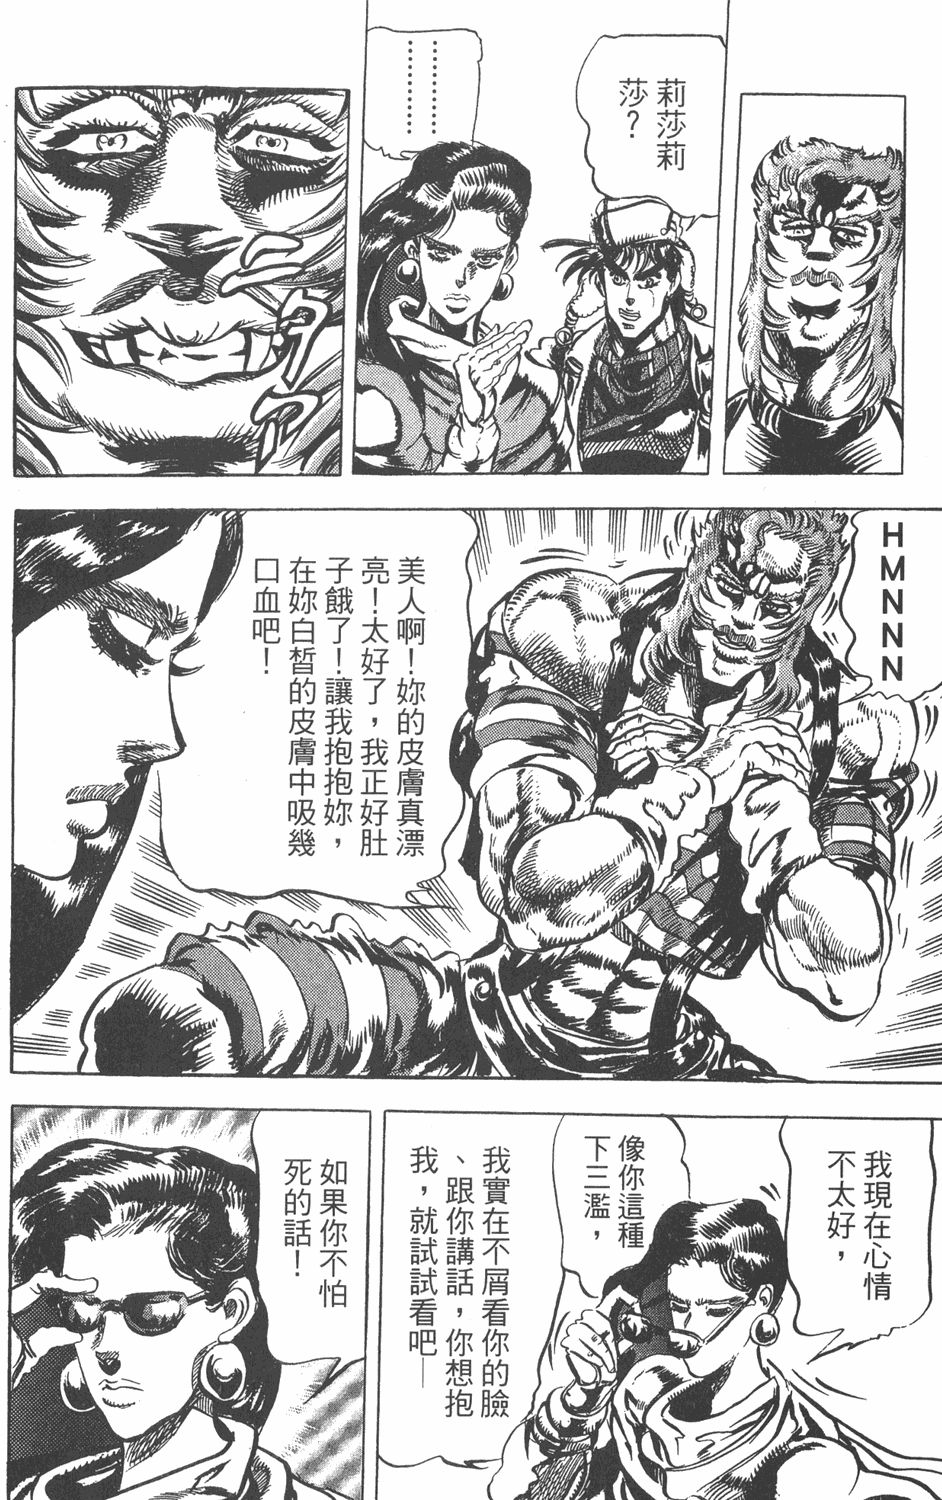 莉莎莉
莎？
………
………
ニタァァ
HMNNN
美人啊！妳的皮膚真漂
亮！太好了，我正好肚
子餓了！讓我抱抱妳，
在妳白皙的皮膚中吸幾
口血吧！
我現在心情
不太好，
像你這種
下三濫，
我實在不屑看你的臉
、跟你講話，你想抱
我，就試試看吧—
如果你不怕
死的話！